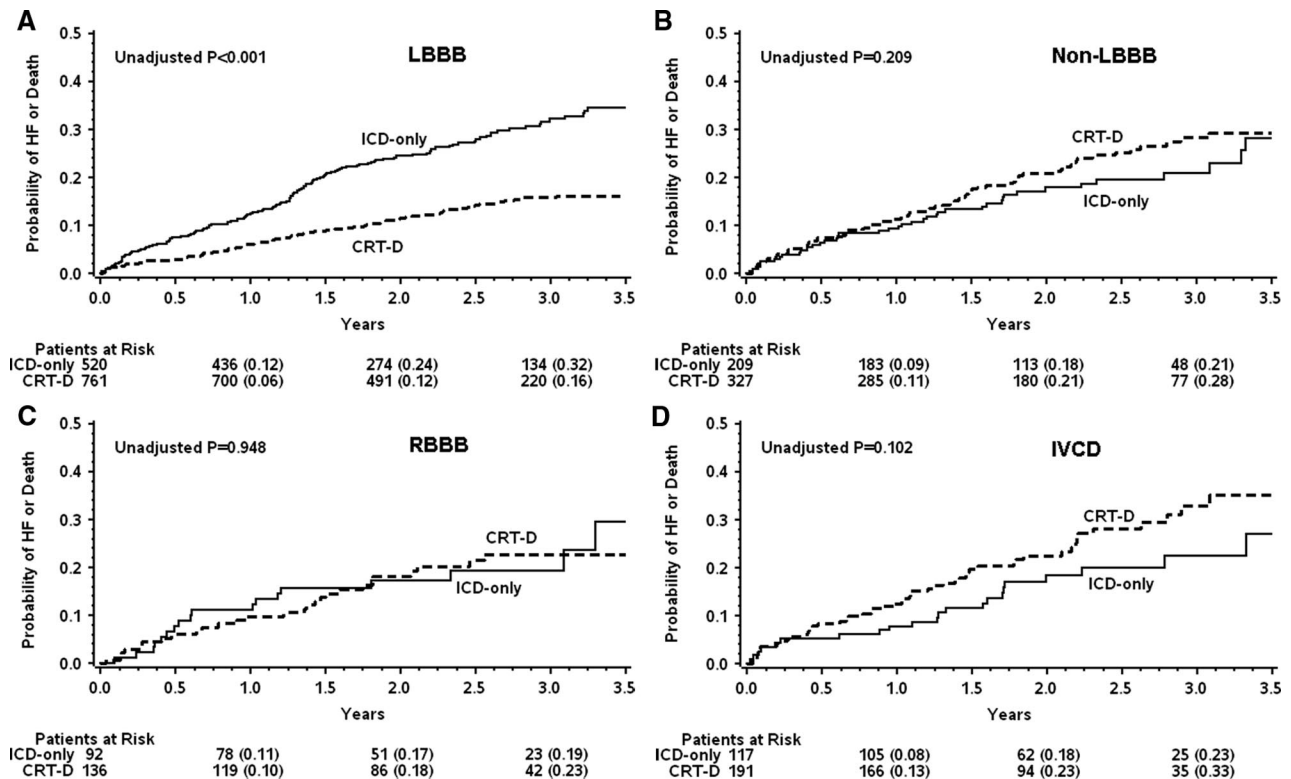 A
Unadjusted P<0.001
LBBB
Probability of HF or Death
0.5
0.4
0.3
0.2
0.1
0.0
ICD-only
CRT-D
0.0 0.5 1.0 1.5 2.0 2.5 3.0 3.5
Years
Patients at Risk
ICD-only 520 436 (0.12) 274 (0.24) 134 (0.32)
CRT-D 761 700 (0.06) 491 (0.12) 220 (0.16)
B
Unadjusted P=0.209
Non-LBBB
Probability of HF or Death
0.5
0.4
0.3
0.2
0.1
0.0
CRT-D
ICD-only
0.0 0.5 1.0 1.5 2.0 2.5 3.0 3.5
Years
Patients at Risk
ICD-only 209 183 (0.09) 113 (0.18) 48 (0.21)
CRT-D 327 285 (0.11) 180 (0.21) 77 (0.28)
C
Unadjusted P=0.948
RBBB
Probability of HF or Death
0.5
0.4
0.3
0.2
0.1
0.0
CRT-D
ICD-only
0.0 0.5 1.0 1.5 2.0 2.5 3.0 3.5
Years
Patients at Risk
ICD-only 92 78 (0.11) 51 (0.17) 23 (0.19)
CRT-D 136 119 (0.10) 86 (0.18) 42 (0.23)
D
Unadjusted P=0.102
IVCD
Probability of HF or Death
0.5
0.4
0.3
0.2
0.1
0.0
CRT-D
ICD-only
0.0 0.5 1.0 1.5 2.0 2.5 3.0 3.5
Years
Patients at Risk
ICD-only 117 105 (0.08) 62 (0.18) 25 (0.23)
CRT-D 191 166 (0.13) 94 (0.23) 35 (0.33)